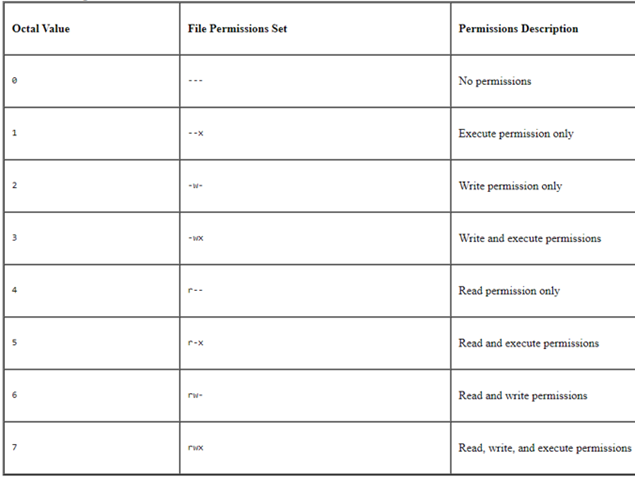 Octal Value File Permissions Set Permissions Description
0 --- No permissions
1 --x Execute permission only
2 -w- Write permission only
3 -wx Write and execute permissions
4 r-- Read permission only
5 r-x Read and execute permissions
6 rw- Read and write permissions
7 rwx Read, write, and execute permissions